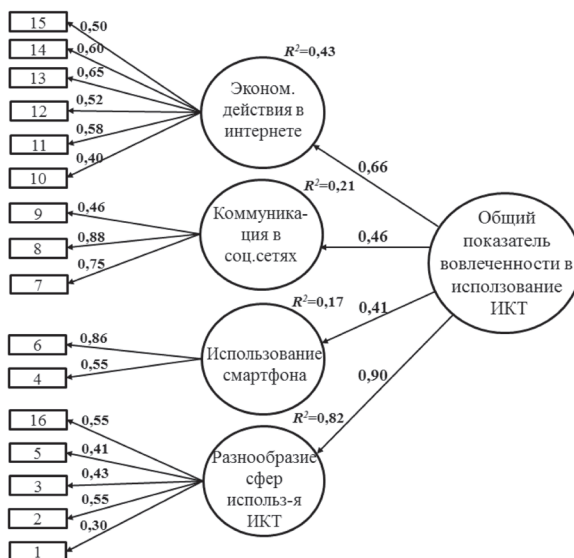 15
0,50
14
0,60
13
0,65
12
0,52
11
0,58
10
0,40
R²=0,43
Эконом.
действия в
интернете
0,66
9
0,46
8
0,88
7
0,75
R²=0,21
Коммуника-
ция в
соц.сетях
0,46
Общий
показатель
вовлеченности в
исползование
ИКТ
6
0,86
4
0,55
R²=0,17
Использование
смартфона
0,41
16
0,55
5
0,41
3
0,43
2
0,55
1
0,30
R²=0,82
Разнообразие
сфер
использ-я
ИКТ
0,90